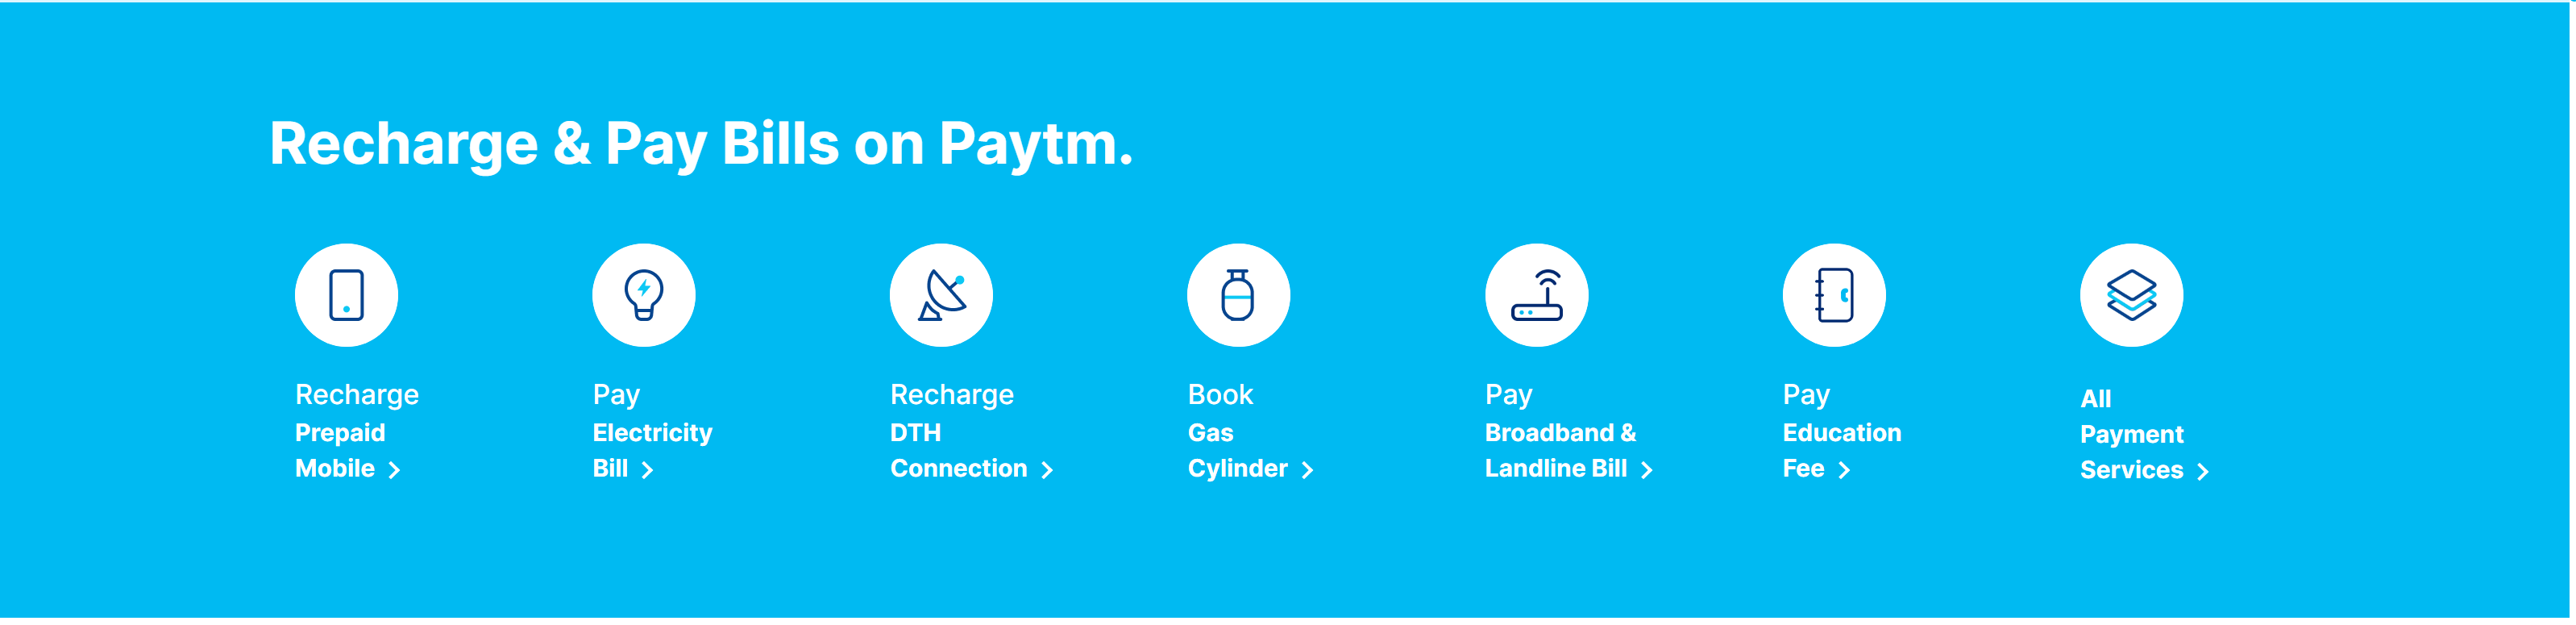 Recharge & Pay Bills on Paytm.
Recharge
Prepaid
Mobile
Pay
Electricity
Bill
Recharge
DTH
Connection
Book
Gas
Cylinder
Pay
Broadband &
Landline Bill
Pay
Education
Fee
All
Payment
Services